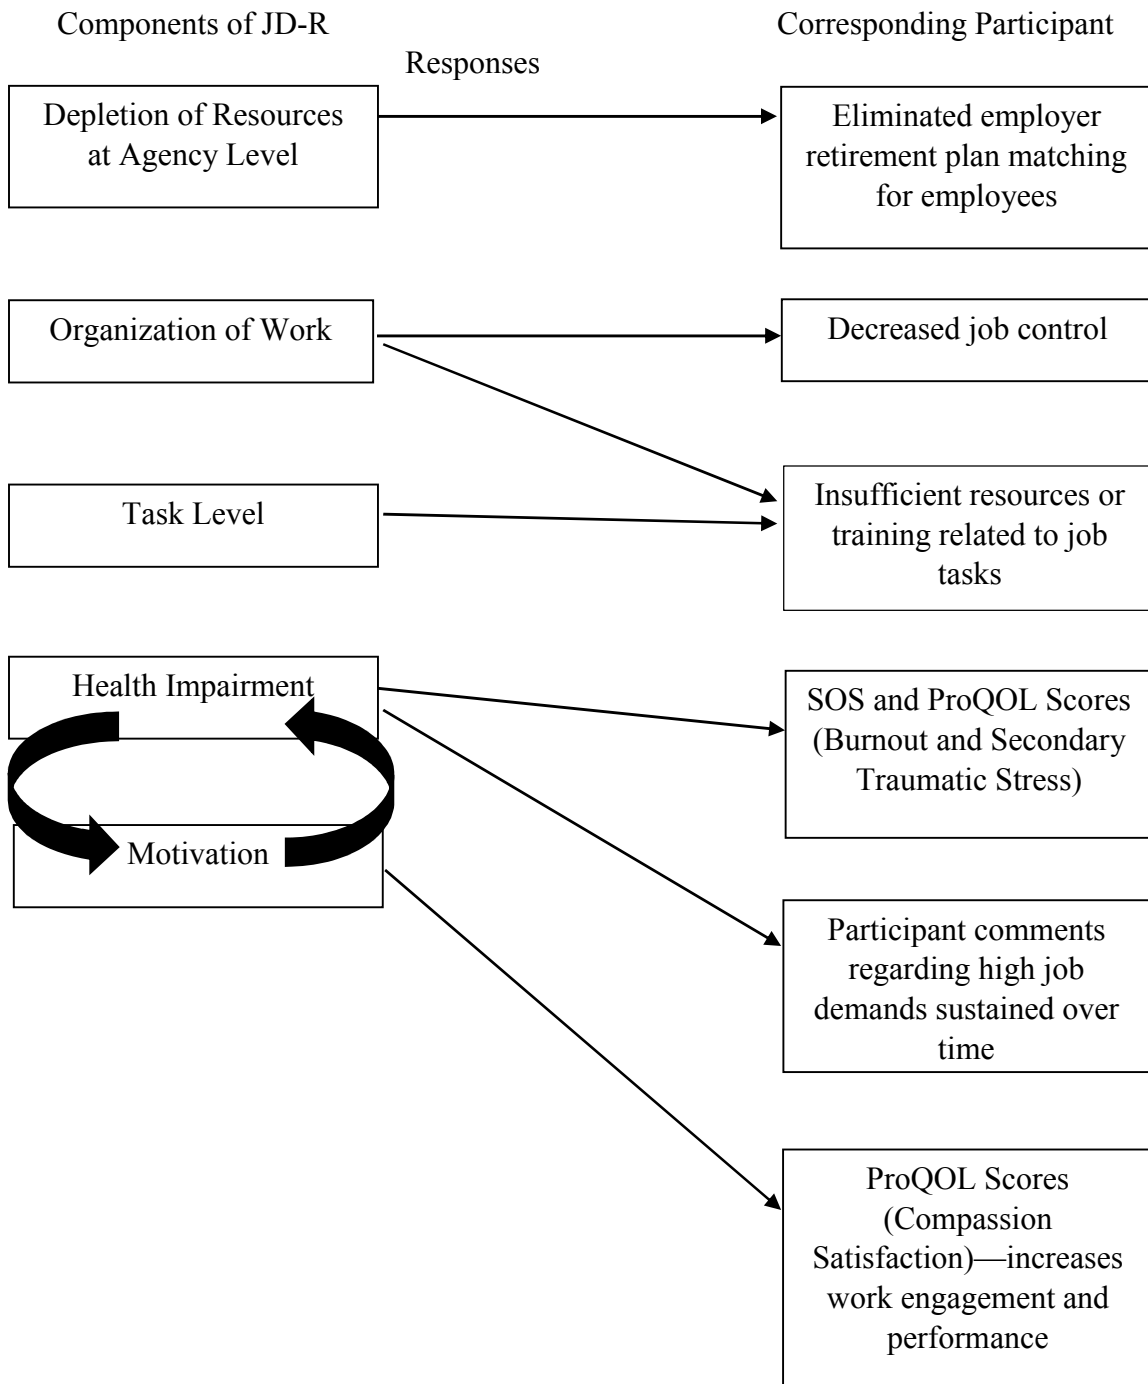 Components of JD-R
Corresponding Participant
Responses
Depletion of Resources
at Agency Level
Eliminated employer
retirement plan matching
for employees
Organization of Work
Decreased job control
Task Level
Insufficient resources or
training related to job
tasks
Health Impairment
SOS and ProQOL Scores
(Burnout and Secondary
Traumatic Stress)
Motivation
Participant comments
regarding high job
demands sustained over
time
ProQOL Scores
(Compassion
Satisfaction)—increases
work engagement and
performance